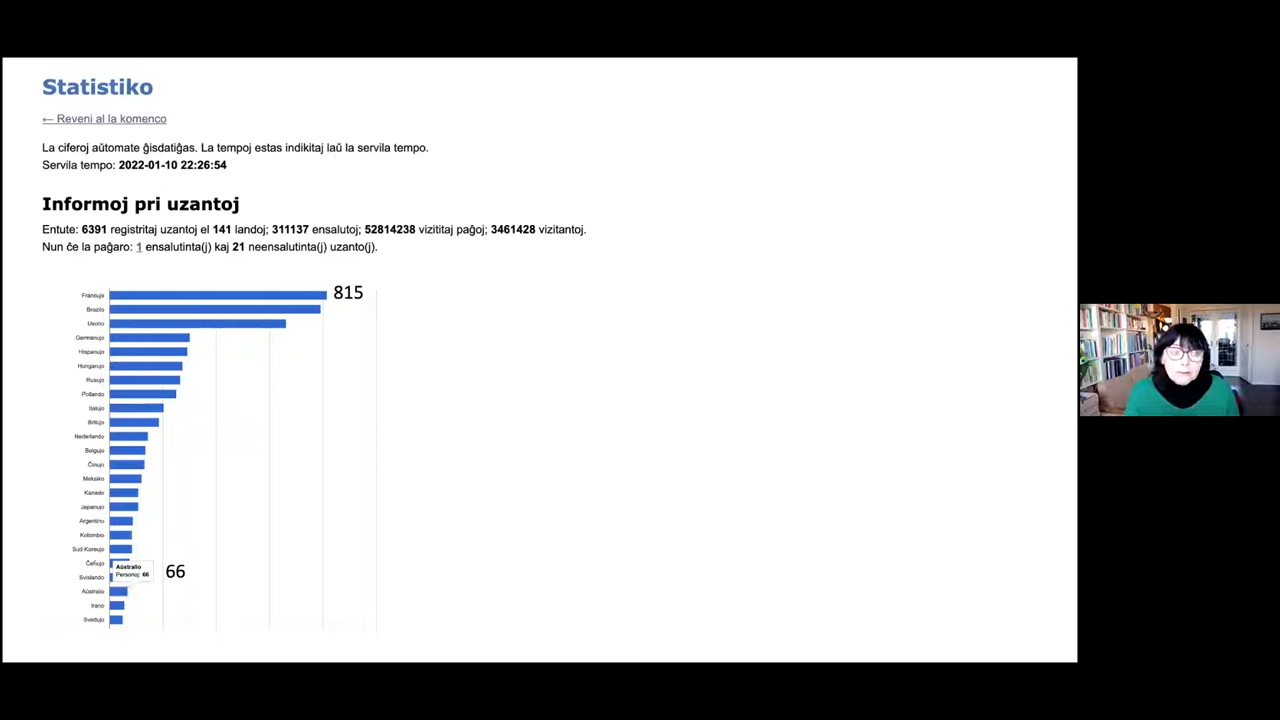 Statistiko
← Reveni al la komenco
La ciferoj aŭtomate ĝisdatiĝas. La tempoj estas indikitaj laŭ la servila tempo.
Servila tempo: 2022-01-10 22:26:54
Informoj pri uzantoj
Entute: 6391 registritaj uzantoj el 141 landoj; 311137 ensalutoj; 52814238 vizititaj paĝoj; 3461428 vizitantoj.
Nun ĉe la paĝaro: 1 ensalutinta(j) kaj 21 neensalutinta(j) uzanto(j).
Francujo 815
Brazilo
Usono
Germanujo
Hispanujo
Hungarujo
Rusujo
Pollando
Italujo
Britujo
Nederlando
Belgujo
Ĉinujo
Meksiko
Kanado
Japanujo
Argentino
Kolombio
Sud-Koreujo
Ĉeĥujo
Aŭstralio
Personoj: 66
66
Svislando
Aŭstralio
Irano
Svedujo